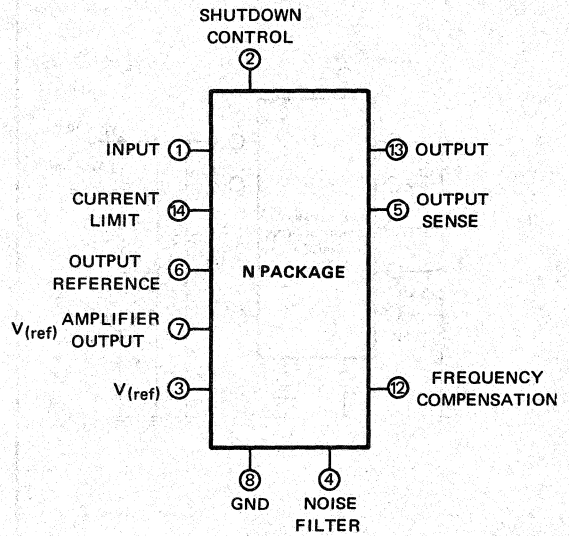 SHUTDOWN
CONTROL
2
INPUT 1
13 OUTPUT
CURRENT
LIMIT
14
5
OUTPUT
SENSE
OUTPUT
REFERENCE
6
N PACKAGE
V(ref) AMPLIFIER
OUTPUT
7
V(ref) 3
12
FREQUENCY
COMPENSATION
8
GND
4
NOISE
FILTER